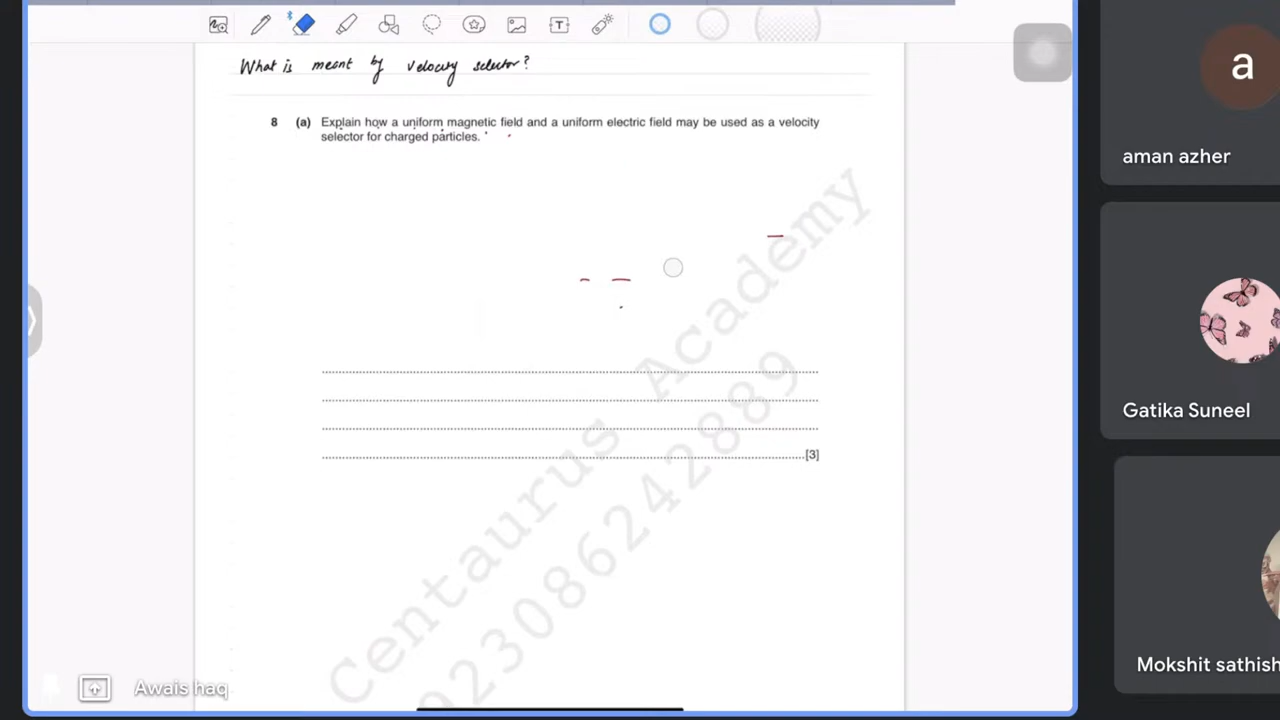 What is meant by velocity selector?
8 (a) Explain how a uniform magnetic field and a uniform electric field may be used as a velocity
selector for charged particles.
[3]
Centaurus Academy
923086242889
Awais haq
a
aman azher
Gatika Suneel
Mokshit sathish
T